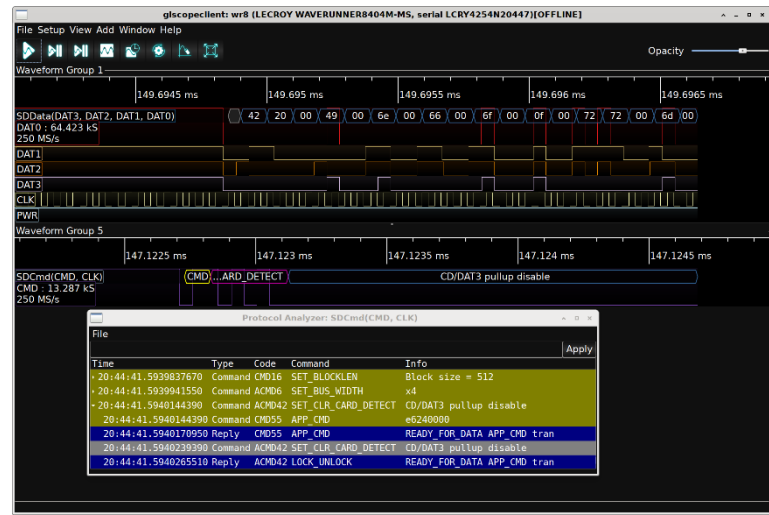 glscopeclient: wr8 (LECROY WAVERUNNER8404M-MS, serial LCRY4254N20447)[OFFLINE]
File Setup View Add Window Help
Opacity
Waveform Group 1
149.6945 ms 149.695 ms 149.6955 ms 149.696 ms 149.6965 ms
SDData(DAT3, DAT2, DAT1, DAT0) 42 20 00 49 00 6e 00 66 00 6f 00 0f 00 72 72 00 6d 00
DAT0 : 64.423 kS
250 MS/s
DAT1
DAT2
DAT3
CLK
PWR
Waveform Group 5
147.1225 ms 147.123 ms 147.1235 ms 147.124 ms 147.1245 ms
SDCmd(CMD, CLK) CMD ...ARD_DETECT CD/DAT3 pullup disable
CMD : 13.287 kS
250 MS/s
Protocol Analyzer: SDCmd(CMD, CLK)
File
Apply
Time Type Code Command Info
20:44:41.5939837670 Command CMD16 SET_BLOCKLEN Block size = 512
20:44:41.5939941550 Command ACMD6 SET_BUS_WIDTH x4
20:44:41.5940144390 Command ACMD42 SET_CLR_CARD_DETECT CD/DAT3 pullup disable
20:44:41.5940144390 Command CMD55 APP_CMD e6240000
20:44:41.5940170950 Reply CMD55 APP_CMD READY_FOR_DATA APP_CMD tran
20:44:41.5940239390 Command ACMD42 SET_CLR_CARD_DETECT CD/DAT3 pullup disable
20:44:41.5940265510 Reply ACMD42 LOCK_UNLOCK READY_FOR_DATA APP_CMD tran